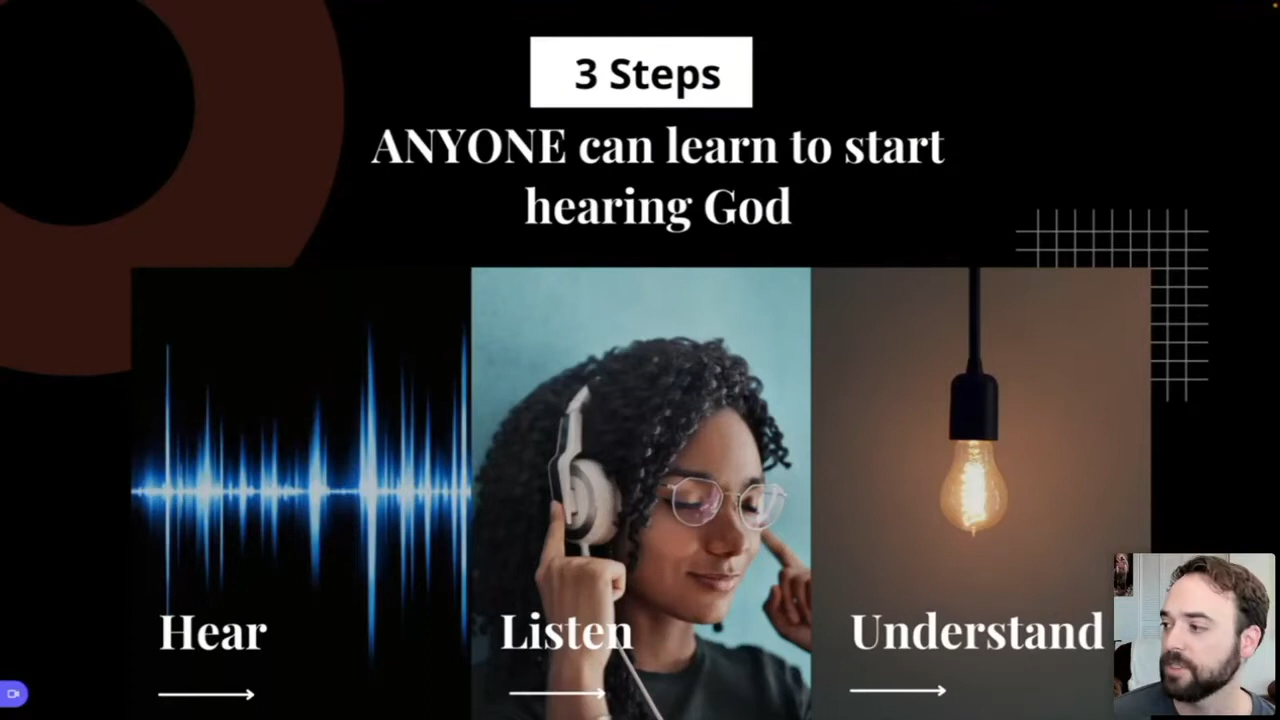 3 Steps
ANYONE can learn to start
hearing God
Hear
Listen
Understand